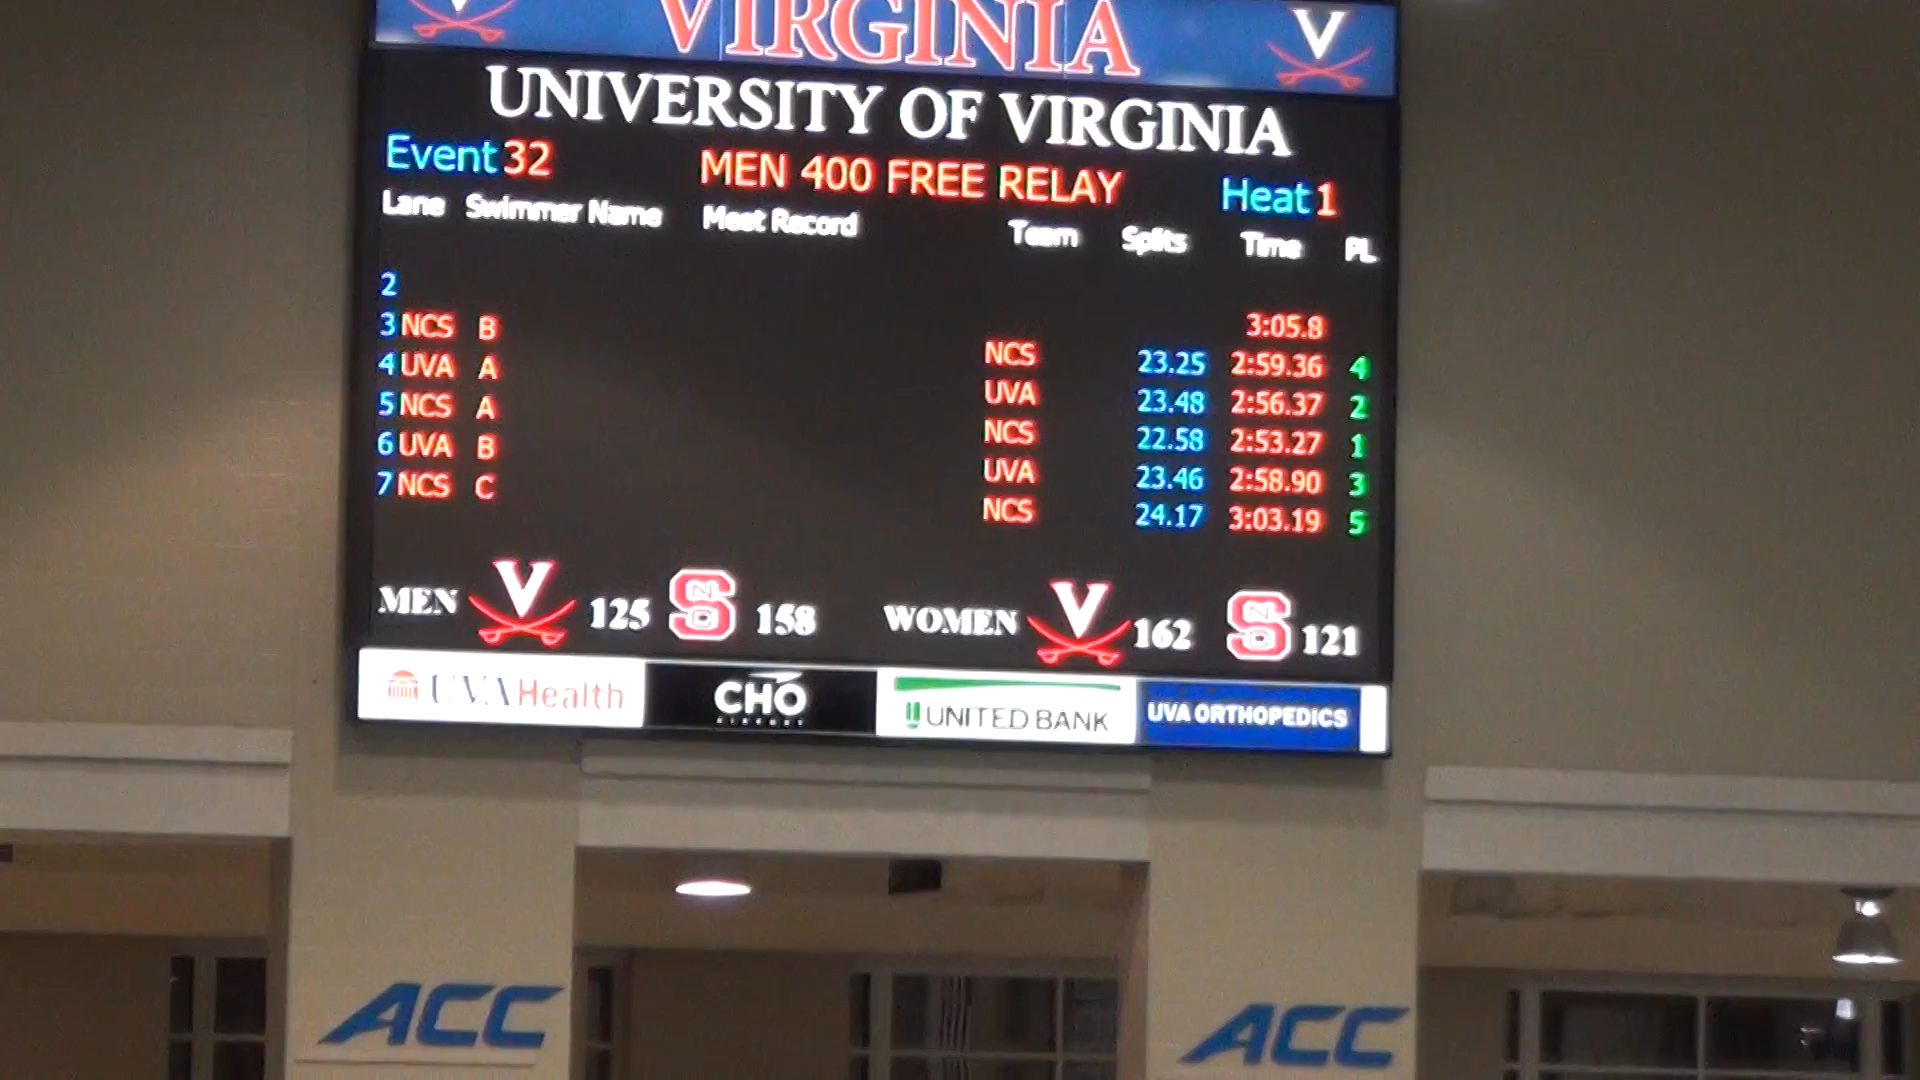 VIRGINIA
UNIVERSITY OF VIRGINIA
Event 32 MEN 400 FREE RELAY Heat 1
Lane Swimmer Name Meet Record Team Splits Time PL
2 3:05.8
3 NCS B NCS 23.25 2:59.36 4
4 UVA A UVA 23.48 2:56.37 2
5 NCS A NCS 22.58 2:53.27 1
6 UVA B UVA 23.46 2:58.90 3
7 NCS C NCS 24.17 3:03.19 5
MEN V 125 NCS 158 WOMEN V 162 NCS 121
UVAHealth CHO AIRPORT UNITED BANK UVA ORTHOPEDICS
ACC ACC